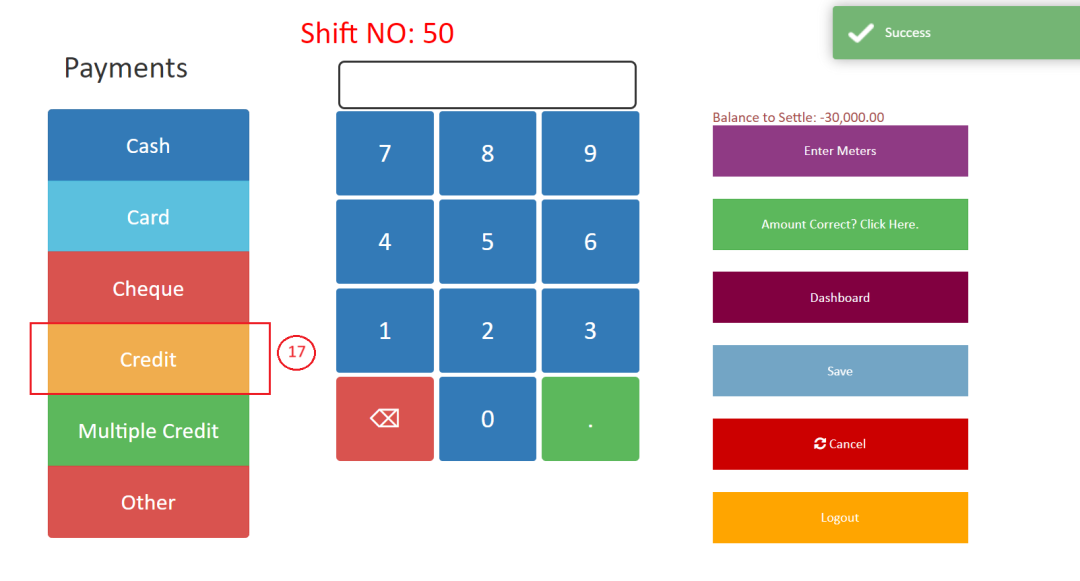 Shift NO: 50
Success
Payments
Cash
Card
Cheque
Credit
17
Multiple Credit
Other
7 8 9
4 5 6
1 2 3
0 .
Balance to Settle: -30,000.00
Enter Meters
Amount Correct? Click Here.
Dashboard
Save
Cancel
Logout